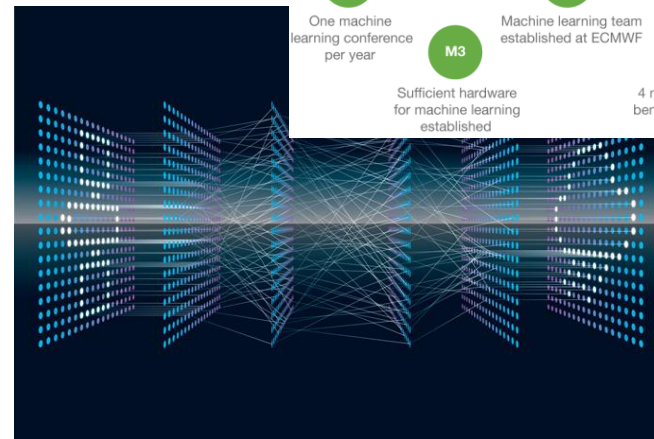 One machine
learning conference
per year
Machine learning team
established at ECMWF
M3
Sufficient hardware
for machine learning
established
4